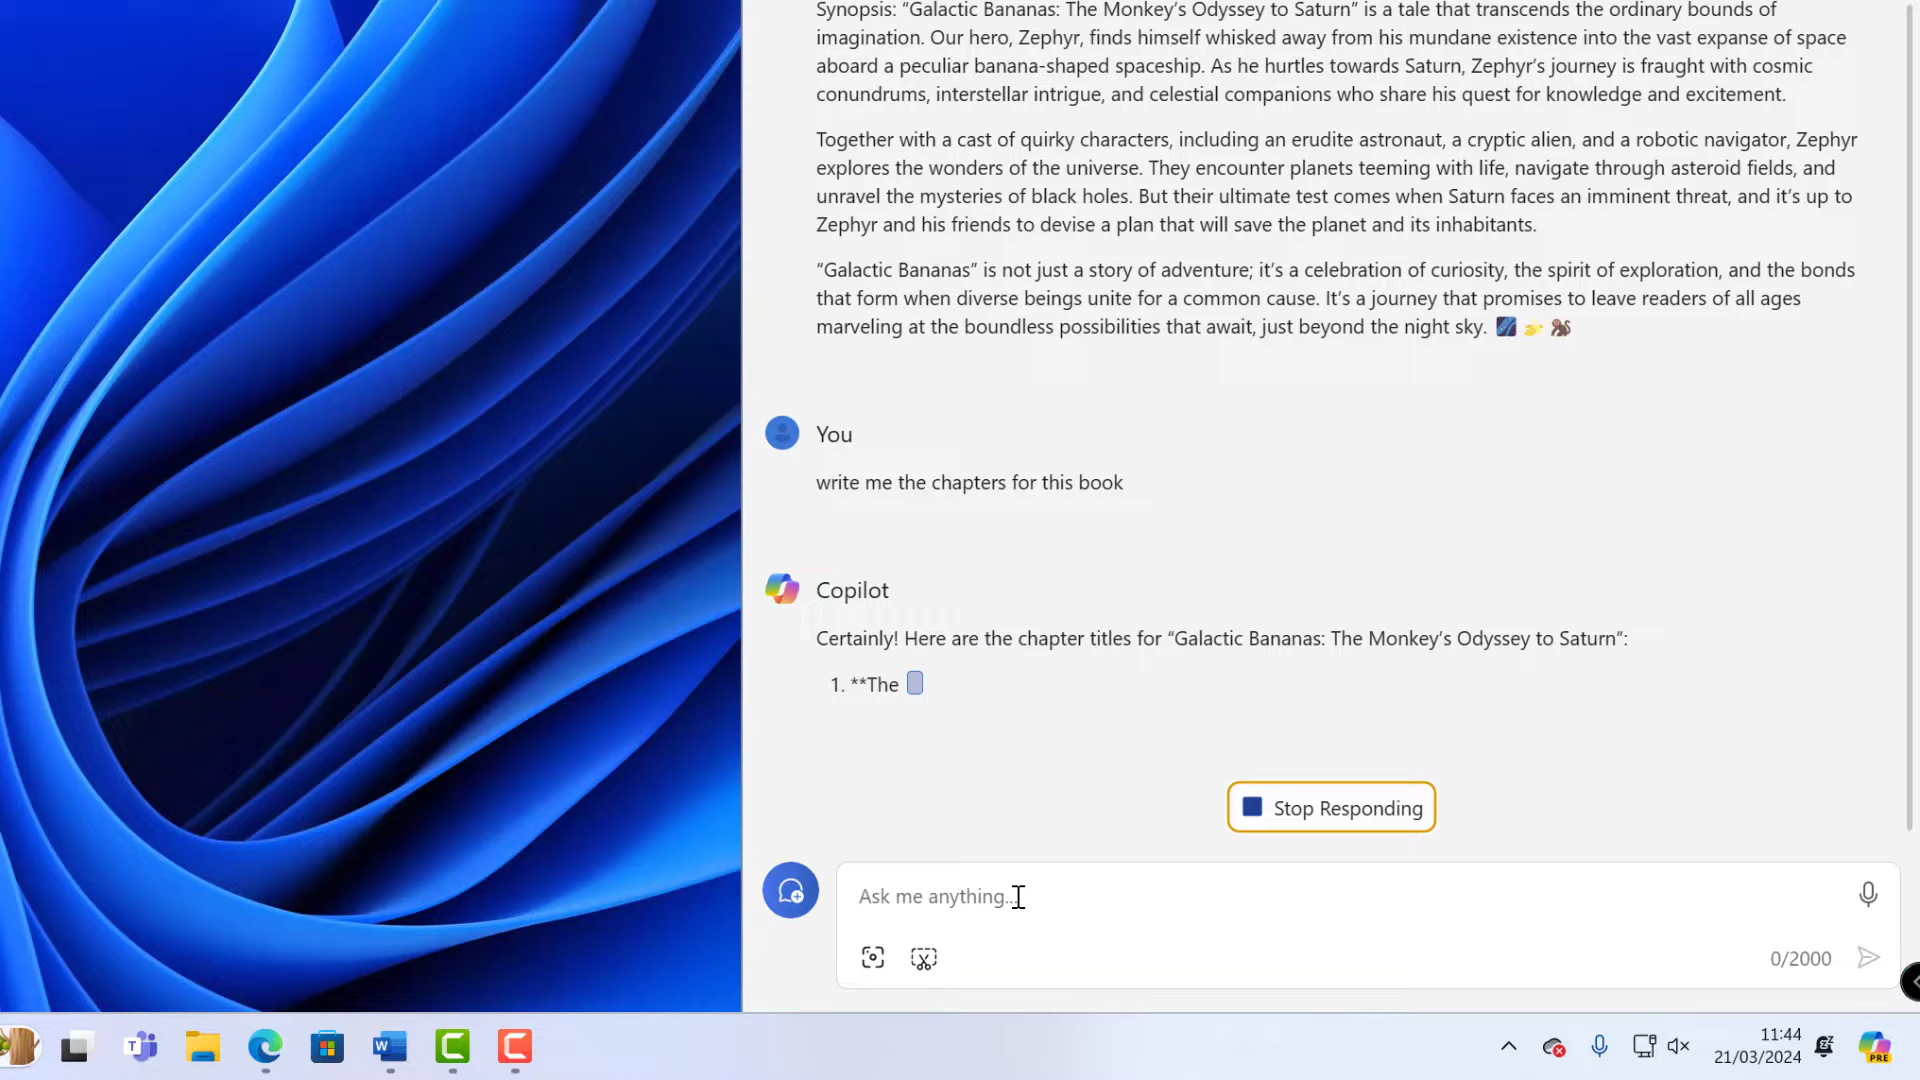 Synopsis: “Galactic Bananas: The Monkey’s Odyssey to Saturn” is a tale that transcends the ordinary bounds of
imagination. Our hero, Zephyr, finds himself whisked away from his mundane existence into the vast expanse of space
aboard a peculiar banana-shaped spaceship. As he hurtles towards Saturn, Zephyr’s journey is fraught with cosmic
conundrums, interstellar intrigue, and celestial companions who share his quest for knowledge and excitement.
Together with a cast of quirky characters, including an erudite astronaut, a cryptic alien, and a robotic navigator, Zephyr
explores the wonders of the universe. They encounter planets teeming with life, navigate through asteroid fields, and
unravel the mysteries of black holes. But their ultimate test comes when Saturn faces an imminent threat, and it’s up to
Zephyr and his friends to devise a plan that will save the planet and its inhabitants.
“Galactic Bananas” is not just a story of adventure; it’s a celebration of curiosity, the spirit of exploration, and the bonds
that form when diverse beings unite for a common cause. It’s a journey that promises to leave readers of all ages
marveling at the boundless possibilities that await, just beyond the night sky.
You
write me the chapters for this book
Copilot
Certainly! Here are the chapter titles for “Galactic Bananas: The Monkey’s Odyssey to Saturn”:
1. **The
Stop Responding
Ask me anything...
0/2000
11:44
21/03/2024
PRE